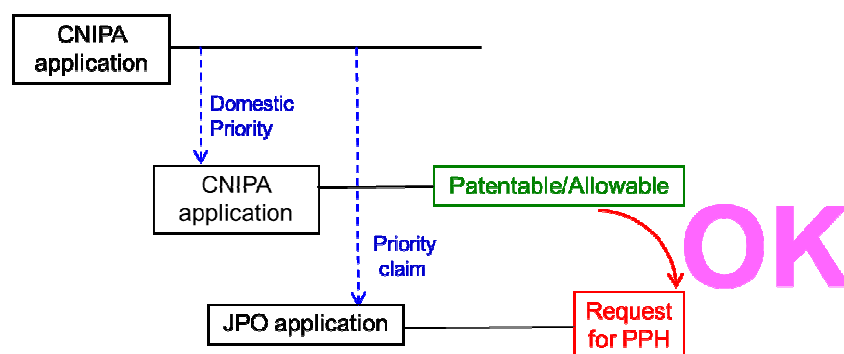 CNIPA
application
Domestic
Priority
CNIPA
application
Patentable/Allowable
OK
Priority
claim
JPO application
Request
for PPH